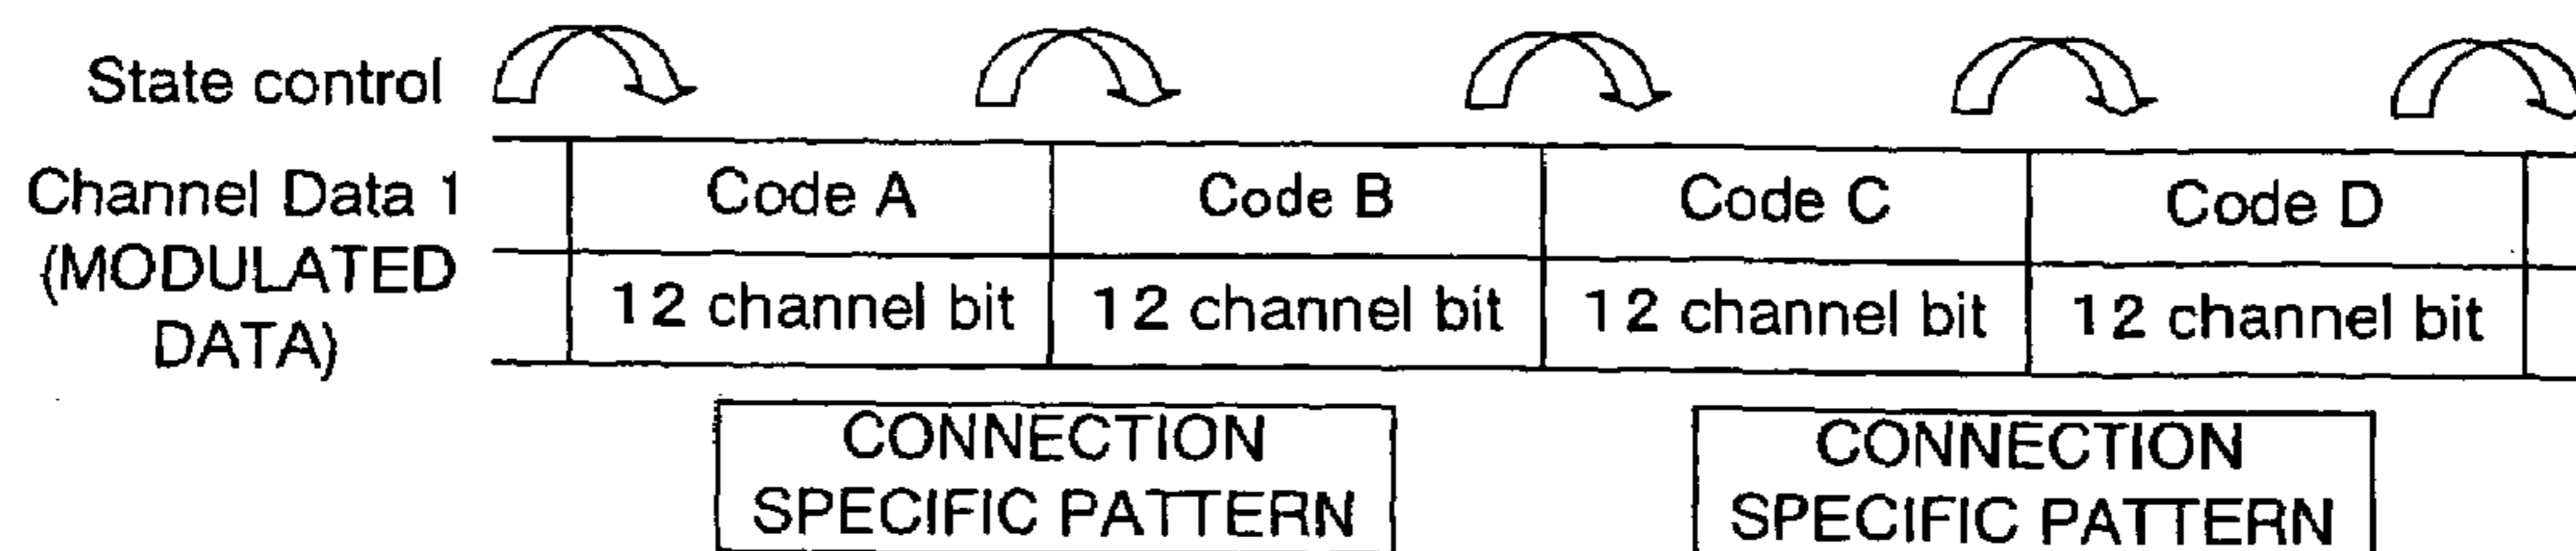 State control
Channel Data 1
(MODULATED
DATA)
Code A Code B Code C Code D
12 channel bit 12 channel bit 12 channel bit 12 channel bit
CONNECTION
SPECIFIC PATTERN
CONNECTION
SPECIFIC PATTERN